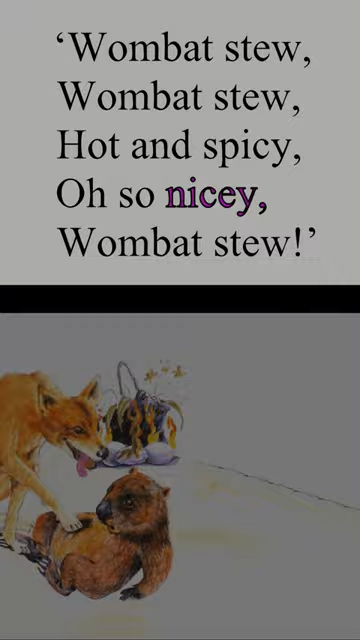 ‘Wombat stew,
Wombat stew,
Hot and spicy,
Oh so nicey,
Wombat stew!’